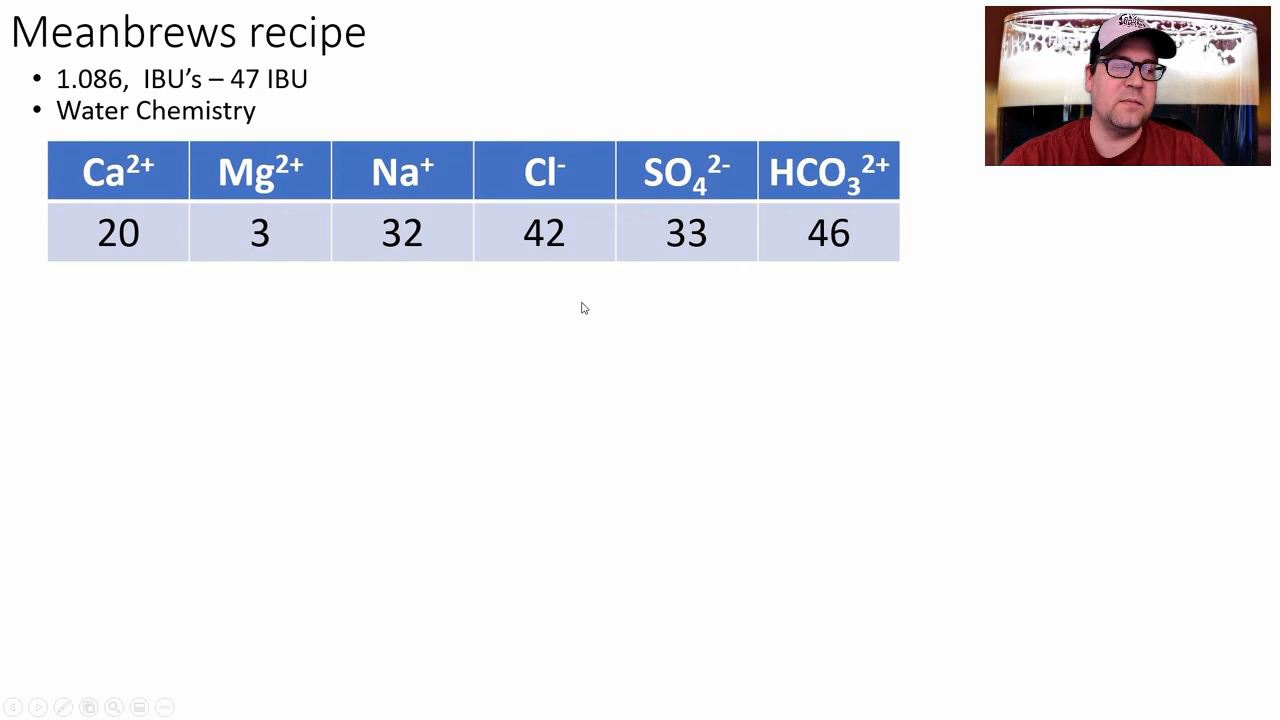 Meanbrews recipe
• 1.086, IBU’s – 47 IBU
• Water Chemistry
Ca²⁺ Mg²⁺ Na⁺ Cl⁻ SO₄²⁻ HCO₃²⁺
20 3 32 42 33 46